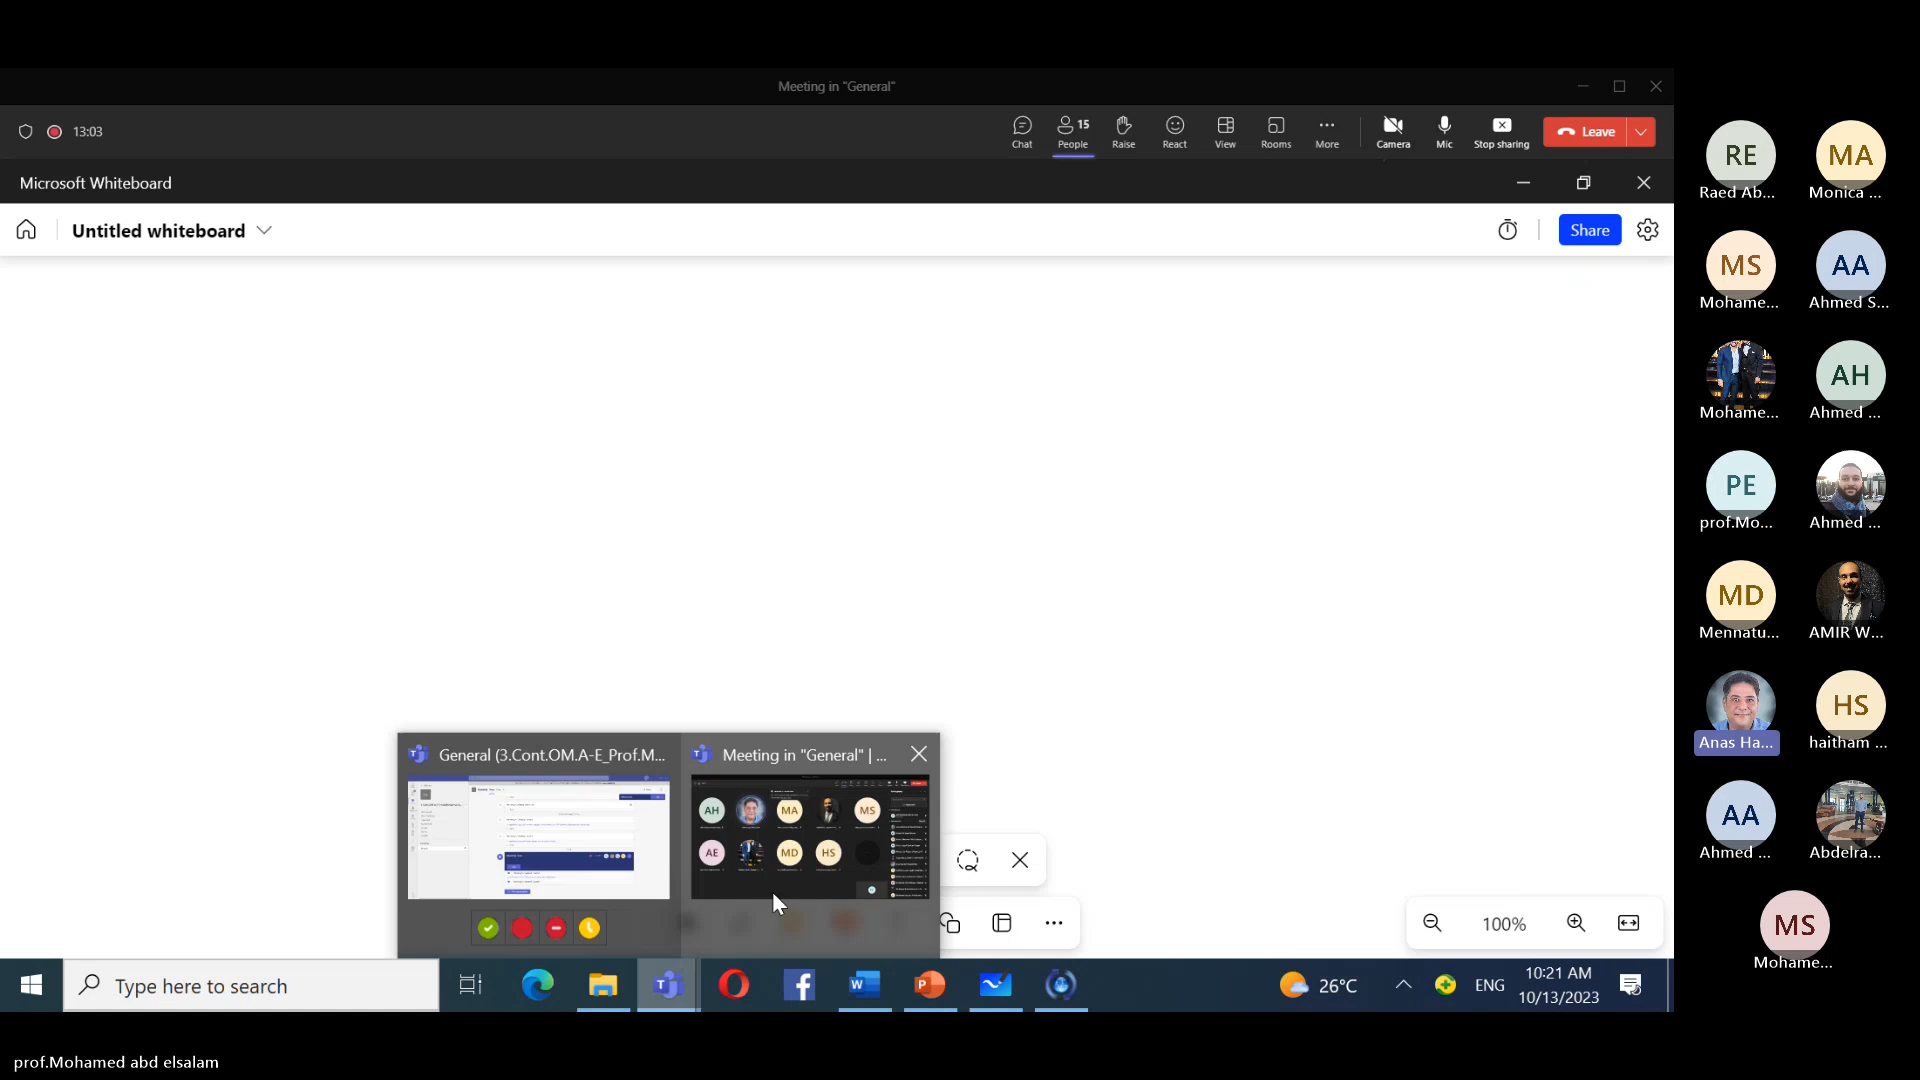 Meeting in "General"
13:03
Chat
15
People
Raise
React
View
Rooms
More
Camera
Mic
Stop sharing
Leave
Microsoft Whiteboard
Untitled whiteboard
Share
RE
Raed Ab...
MA
Monica ...
MS
Mohame...
AA
Ahmed S...
Mohame...
AH
Ahmed ...
PE
prof.Mo...
Ahmed ...
MD
Mennatu...
AMIR W...
Anas Ha...
HS
haitham ...
AA
Ahmed ...
Abdelra...
MS
Mohame...
General (3.Cont.OM.A-E_Prof.M...
Meeting in "General" | ...
AH
MA
MS
AE
MD
HS
100%
Type here to search
26°C
ENG
10:21 AM
10/13/2023
prof.Mohamed abd elsalam